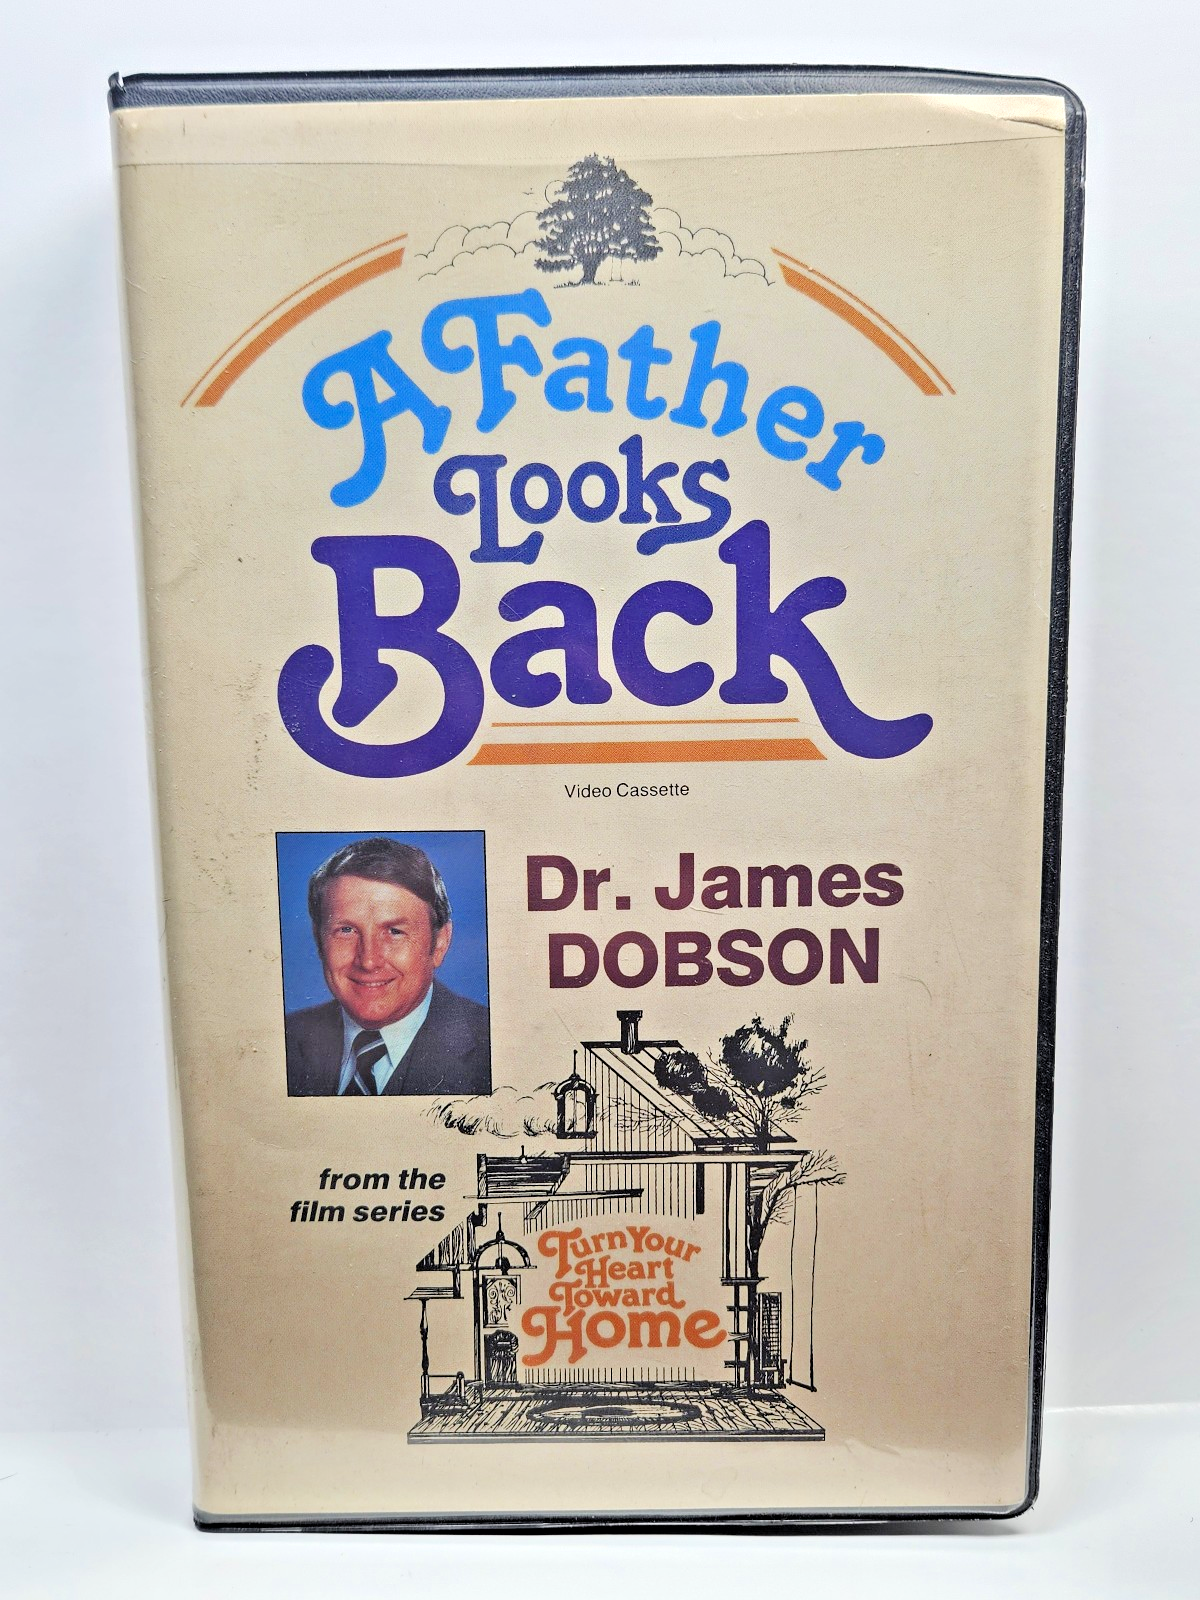 A Father
Looks
Back
Video Cassette
Dr. James
DOBSON
from the
film series
Turn Your
Heart
Toward
Home